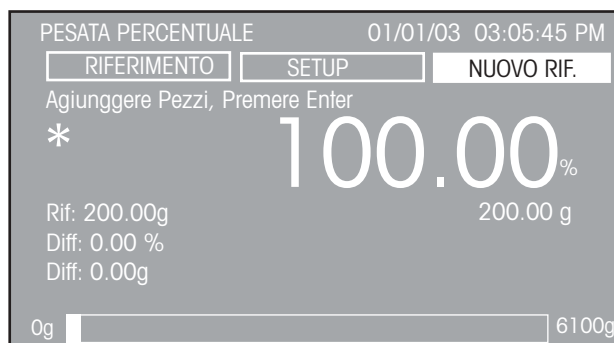 PESATA PERCENTUALE 01/01/03 03:05:45 PM
RIFERIMENTO SETUP NUOVO RIF.
Agiunggere Pezzi, Premere Enter
* 100.00%
Rif: 200.00g 200.00 g
Diff: 0.00 %
Diff: 0.00g
0g 6100g